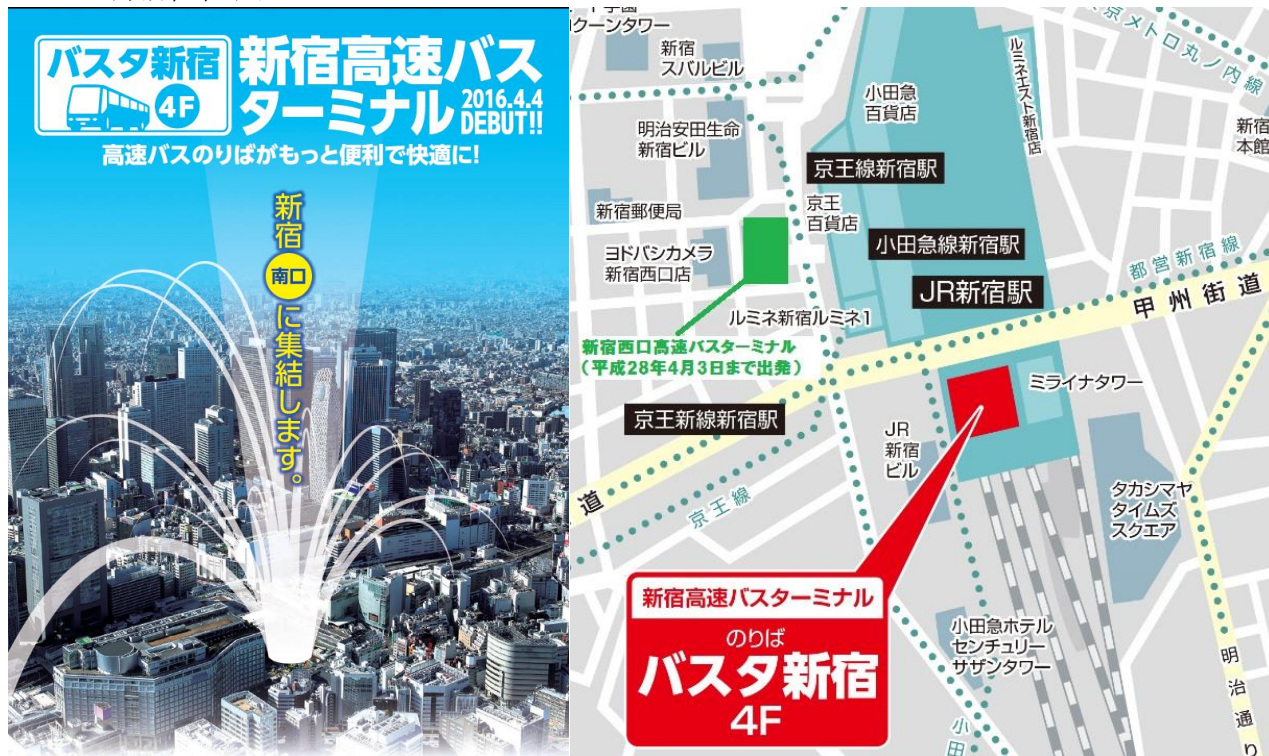 バスタ新宿
4F
新宿高速バス
ターミナル
2016.4.4
DEBUT!!
高速バスのりばがもっと便利で快適に!
新宿
南口
に集結します。
クーンタワー
新宿
スバルビル
小田急
百貨店
ルミネエスト新宿店
京メトロ丸ノ内線
新宿
本館
明治安田生命
新宿ビル
京王線新宿駅
新宿郵便局
京王
百貨店
ヨドバシカメラ
新宿西口店
小田急線新宿駅
JR新宿駅
都営新宿線
甲州街道
ルミネ新宿ルミネ1
新宿西口高速バスターミナル
(平成28年4月3日まで出発)
ミライナタワー
京王新線新宿駅
JR
新宿
ビル
道
京王線
タカシマヤ
タイムズ
スクエア
新宿高速バスターミナル
のりば
バスタ新宿
4F
小田急ホテル
センチュリー
サザンタワー
明治通り
小田